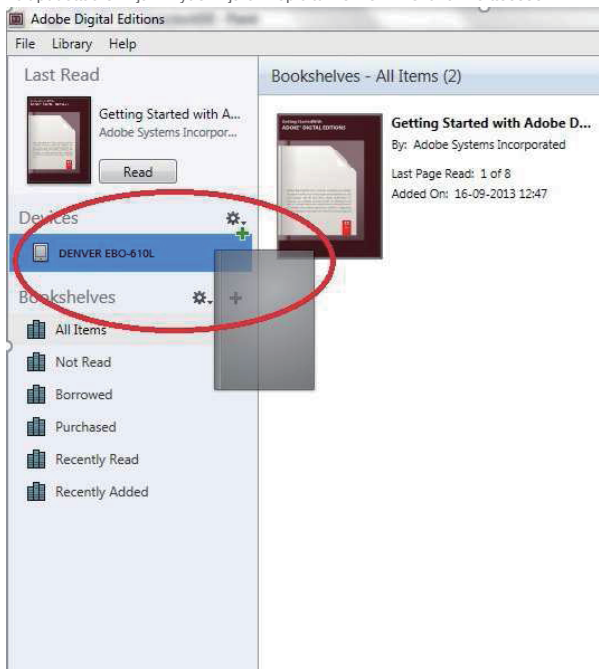 Adobe Digital Editions
File Library Help
Last Read
Getting Started with A...
Adobe Systems Incorpor...
Read
Devices
DENVER EBO-610L
Bookshelves
All Items
Not Read
Borrowed
Purchased
Recently Read
Recently Added
Bookshelves - All Items (2)
Getting Started with Adobe D...
By: Adobe Systems Incorporated
Last Page Read: 1 of 8
Added On: 16-09-2013 12:47